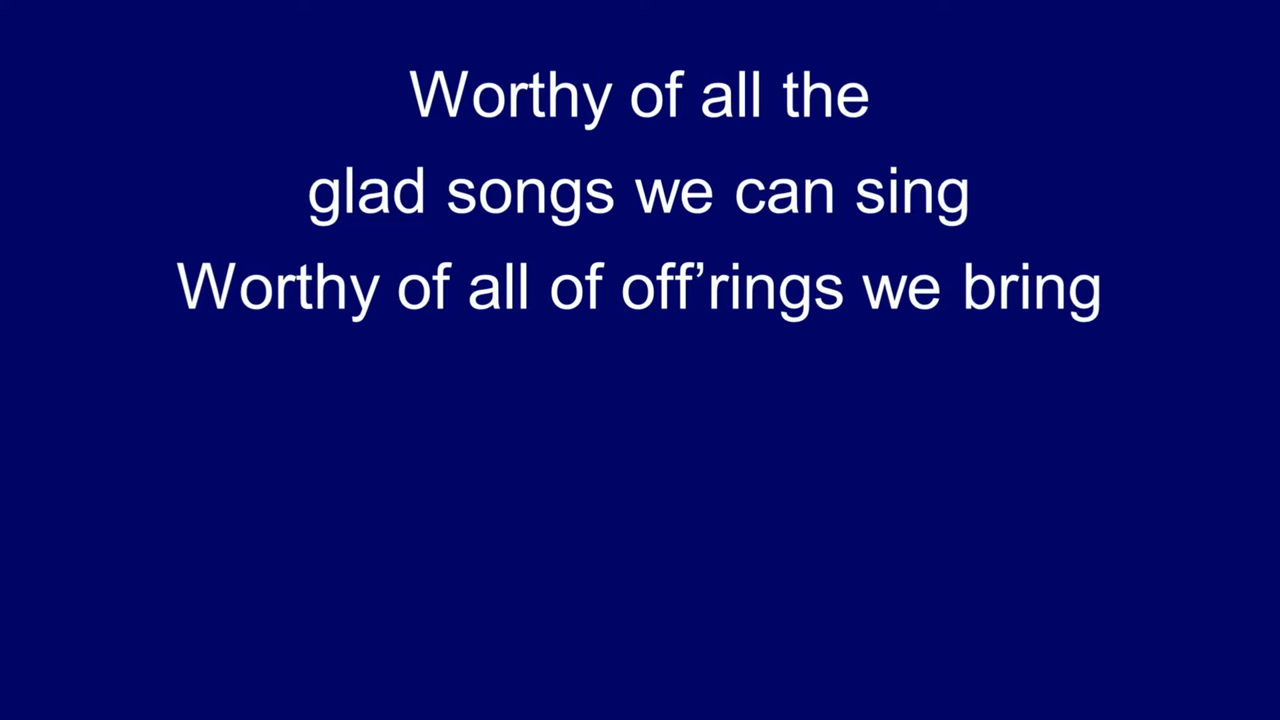 Worthy of all the
glad songs we can sing
Worthy of all of off’rings we bring